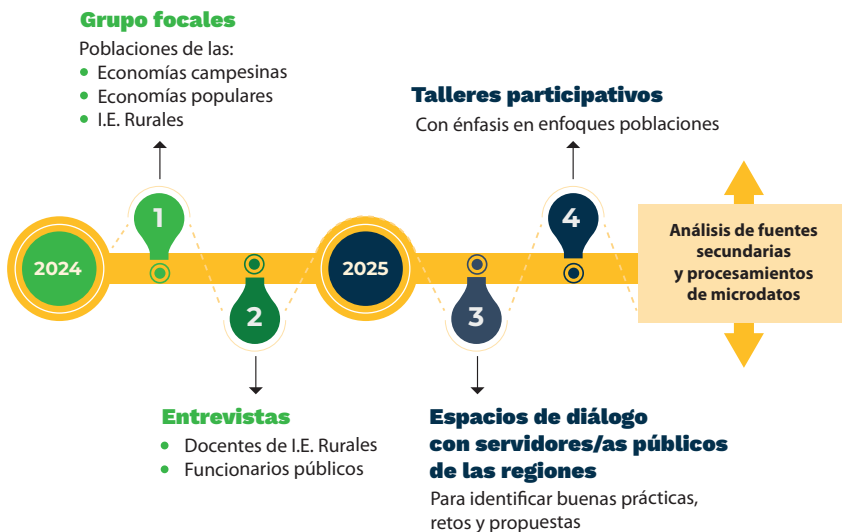 Grupo focales
Poblaciones de las:
• Economías campesinas
• Economías populares
• I.E. Rurales
Talleres participativos
Con énfasis en enfoques poblaciones
1
4
2024
2025
Análisis de fuentes
secundarias
y procesamientos
de microdatos
2
3
Entrevistas
• Docentes de I.E. Rurales
• Funcionarios públicos
Espacios de diálogo
con servidores/as públicos
de las regiones
Para identificar buenas prácticas,
retos y propuestas